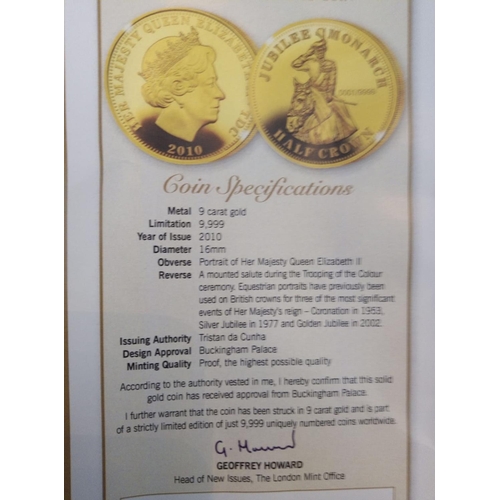 HER MAJESTY QUEEN ELIZABETH
TDC
2010
JUBILEE MONARCH
HALF CROWN
Coin Specifications
Metal 9 carat gold
Limitation 9,999
Year of Issue 2010
Diameter 16mm
Obverse Portrait of Her Majesty Queen Elizabeth II
Reverse A mounted salute during the Trooping of the Colour
ceremony. Equestrian portraits have previously been
used on British crowns for three of the most significant
events of Her Majesty's reign – Coronation in 1953,
Silver Jubilee in 1977 and Golden Jubilee in 2002.
Issuing Authority Tristan da Cunha
Design Approval Buckingham Palace
Minting Quality Proof, the highest possible quality
According to the authority vested in me, I hereby confirm that this solid
gold coin has received approval from Buckingham Palace.
I further warrant that the coin has been struck in 9 carat gold and is part
of a strictly limited edition of just 9,999 uniquely numbered coins worldwide.
GEOFFREY HOWARD
Head of New Issues, The London Mint Office